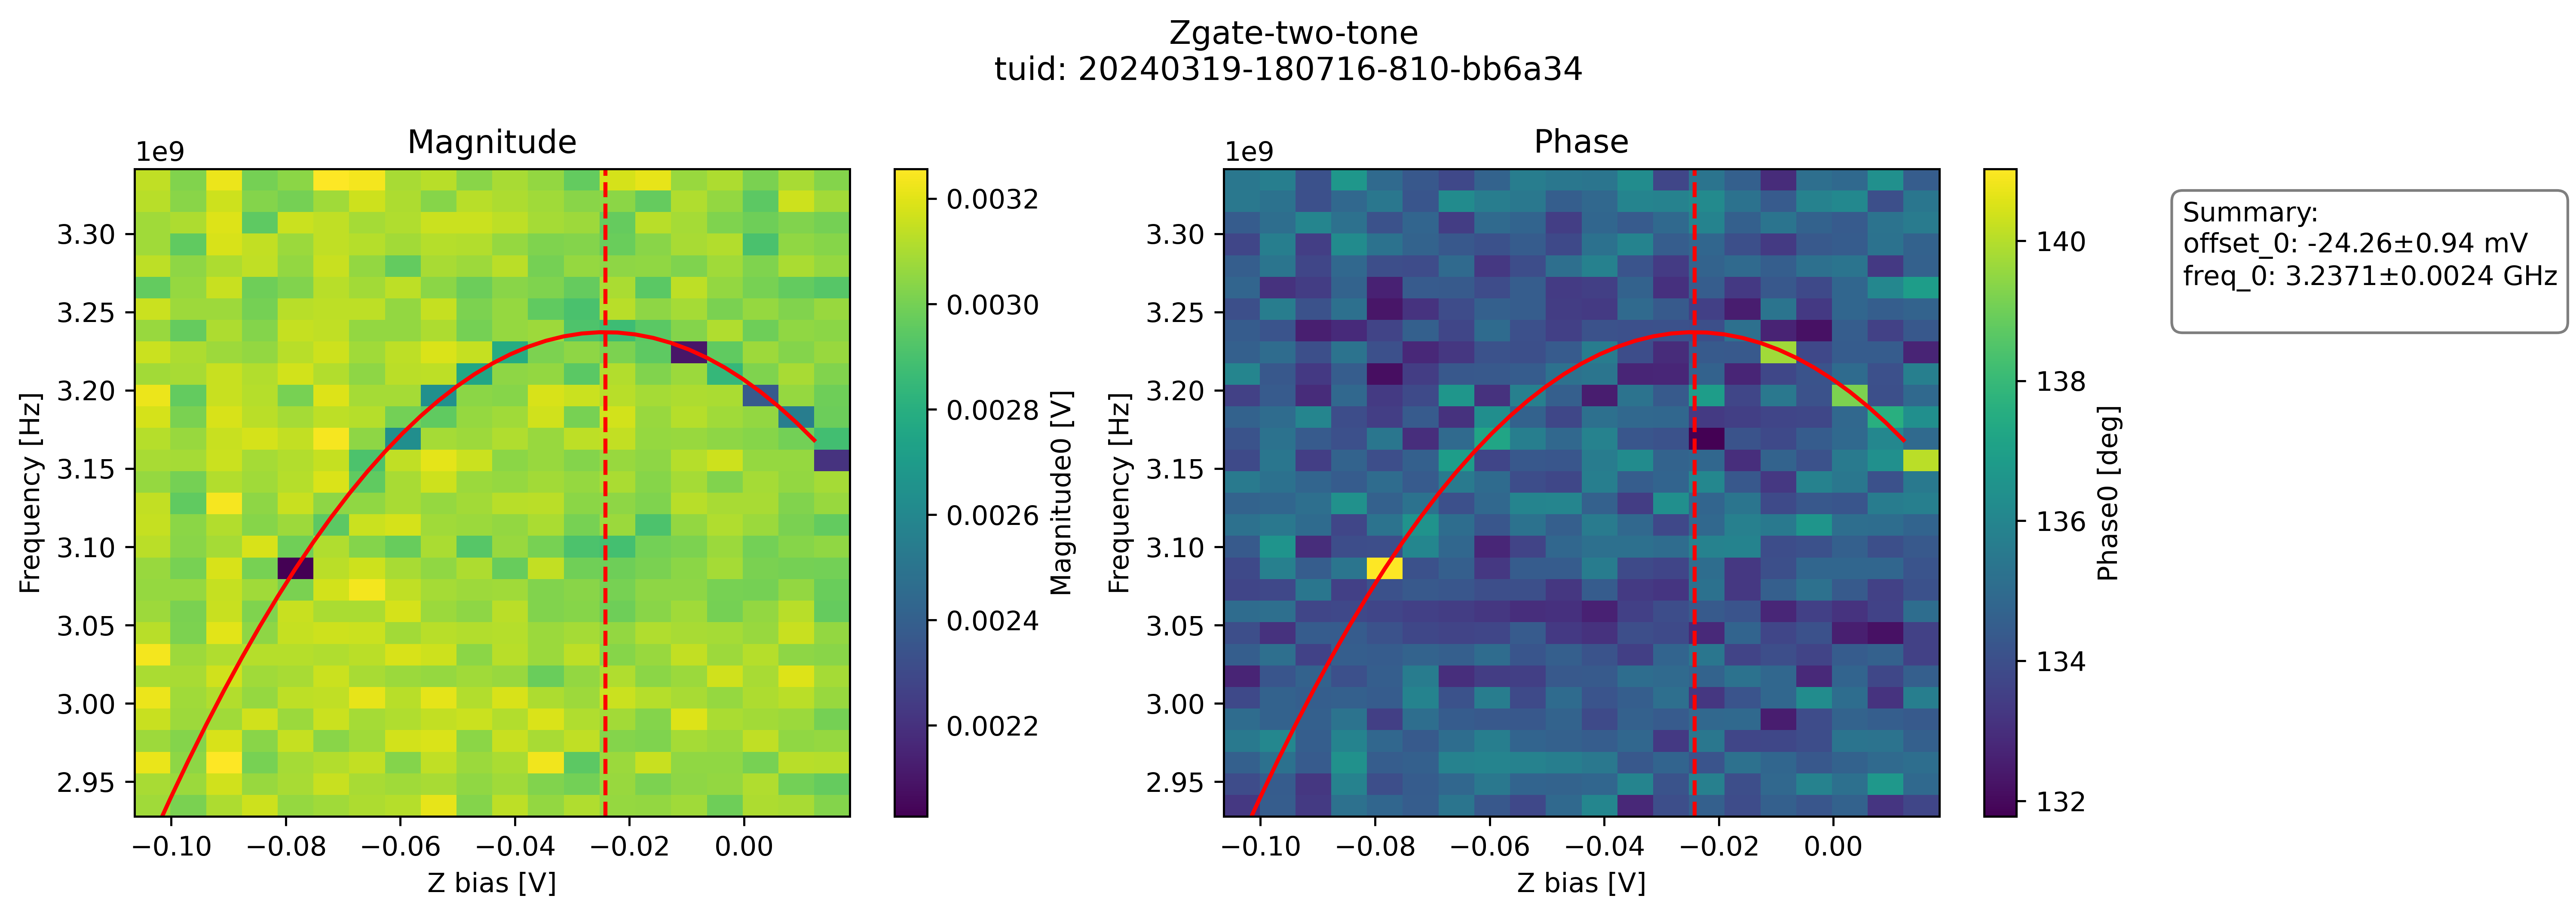 Zgate-two-tone
tuid: 20240319-180716-810-bb6a34
Magnitude
1e9
3.30
3.25
3.20
3.15
3.10
3.05
3.00
2.95
Frequency [Hz]
−0.10 −0.08 −0.06 −0.04 −0.02 0.00
Z bias [V]
0.0032
0.0030
0.0028
0.0026
0.0024
0.0022
Magnitude0 [V]
Phase
1e9
3.30
3.25
3.20
3.15
3.10
3.05
3.00
2.95
Frequency [Hz]
−0.10 −0.08 −0.06 −0.04 −0.02 0.00
Z bias [V]
140
138
136
134
132
Phase0 [deg]
Summary:
offset_0: -24.26±0.94 mV
freq_0: 3.2371±0.0024 GHz